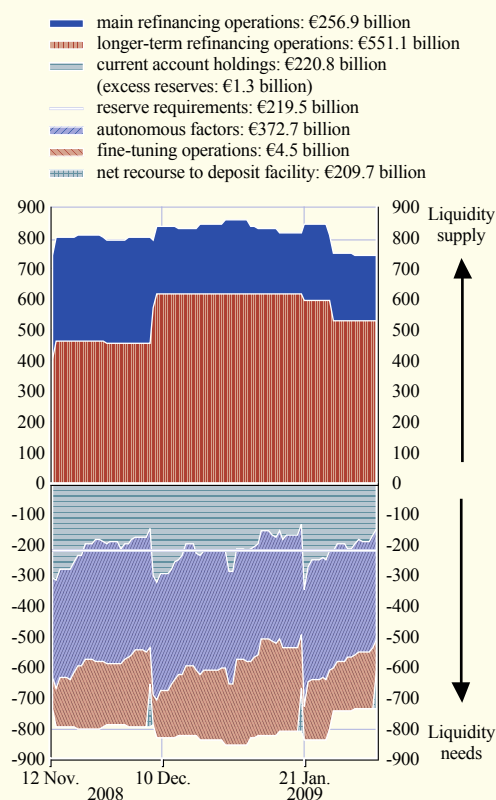 main refinancing operations: €256.9 billion
longer-term refinancing operations: €551.1 billion
current account holdings: €220.8 billion
(excess reserves: €1.3 billion)
reserve requirements: €219.5 billion
autonomous factors: €372.7 billion
fine-tuning operations: €4.5 billion
net recourse to deposit facility: €209.7 billion
900 900
Liquidity
supply
800 800
700 700
600 600
500 500
400 400
300 300
200 200
100 100
0 0
-100 -100
-200 -200
-300 -300
-400 -400
-500 -500
-600 -600
-700 -700
-800 -800
Liquidity
needs
-900 -900
12 Nov. 10 Dec. 21 Jan.
2008 2009